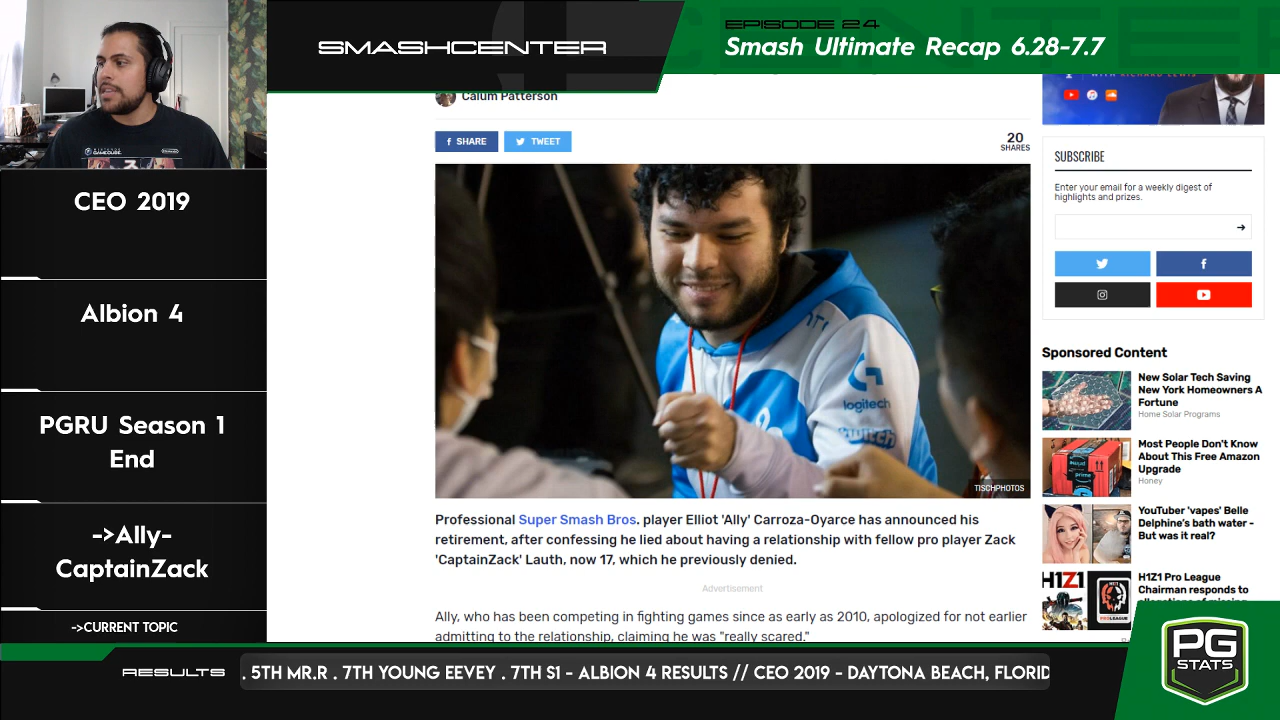 EPISODE 24
SMASHCENTER
Smash Ultimate Recap 6.28-7.7
WITH RICHARD LEWIS
Calum Patterson
SHARE
TWEET
20
SHARES
CEO 2019
Albion 4
PGRU Season 1
End
->Ally-
CaptainZack
->CURRENT TOPIC
logitech
twitch
TISCHPHOTOS
Professional Super Smash Bros. player Elliot 'Ally' Carroza-Oyarce has announced his
retirement, after confessing he lied about having a relationship with fellow pro player Zack
'CaptainZack' Lauth, now 17, which he previously denied.
Advertisement
Ally, who has been competing in fighting games since as early as 2010, apologized for not earlier
admitting to the relationship, claiming he was "really scared."
SUBSCRIBE
Enter your email for a weekly digest of
highlights and prizes.
Sponsored Content
New Solar Tech Saving
New York Homeowners A
Fortune
Home Solar Programs
Most People Don't Know
About This Free Amazon
Upgrade
Honey
YouTuber 'vapes' Belle
Delphine's bath water -
But was it real?
H1Z1
PRO LEAGUE
H1Z1 Pro League
Chairman responds to
RESULTS
. 5TH MR.R . 7TH YOUNG EEVEY . 7TH S1 - ALBION 4 RESULTS // CEO 2019 - DAYTONA BEACH, FLORID
PG
STATS